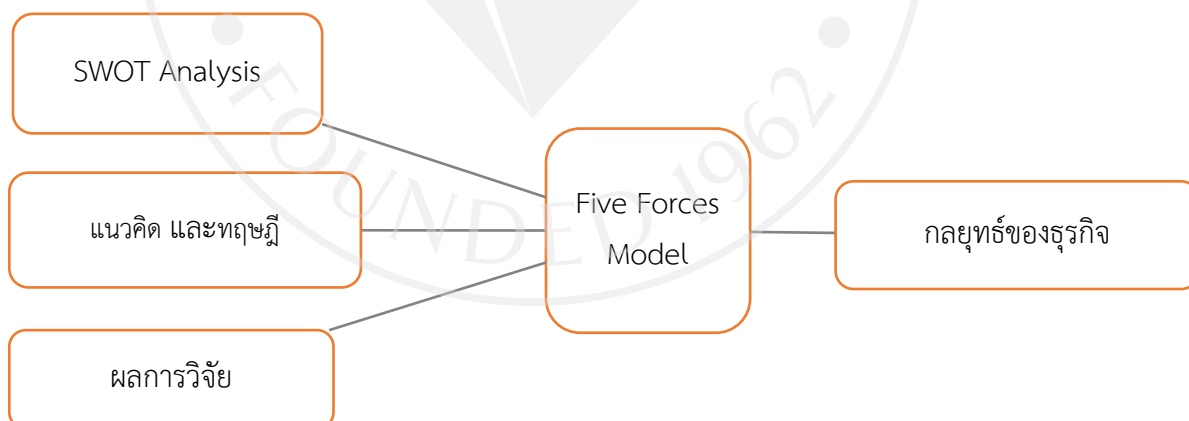 SWOT Analysis
แนวคิด และทฤษฎี
ผลการวิจัย
Five Forces
Model
กลยุทธ์ของธุรกิจ
FOUNDED 1962